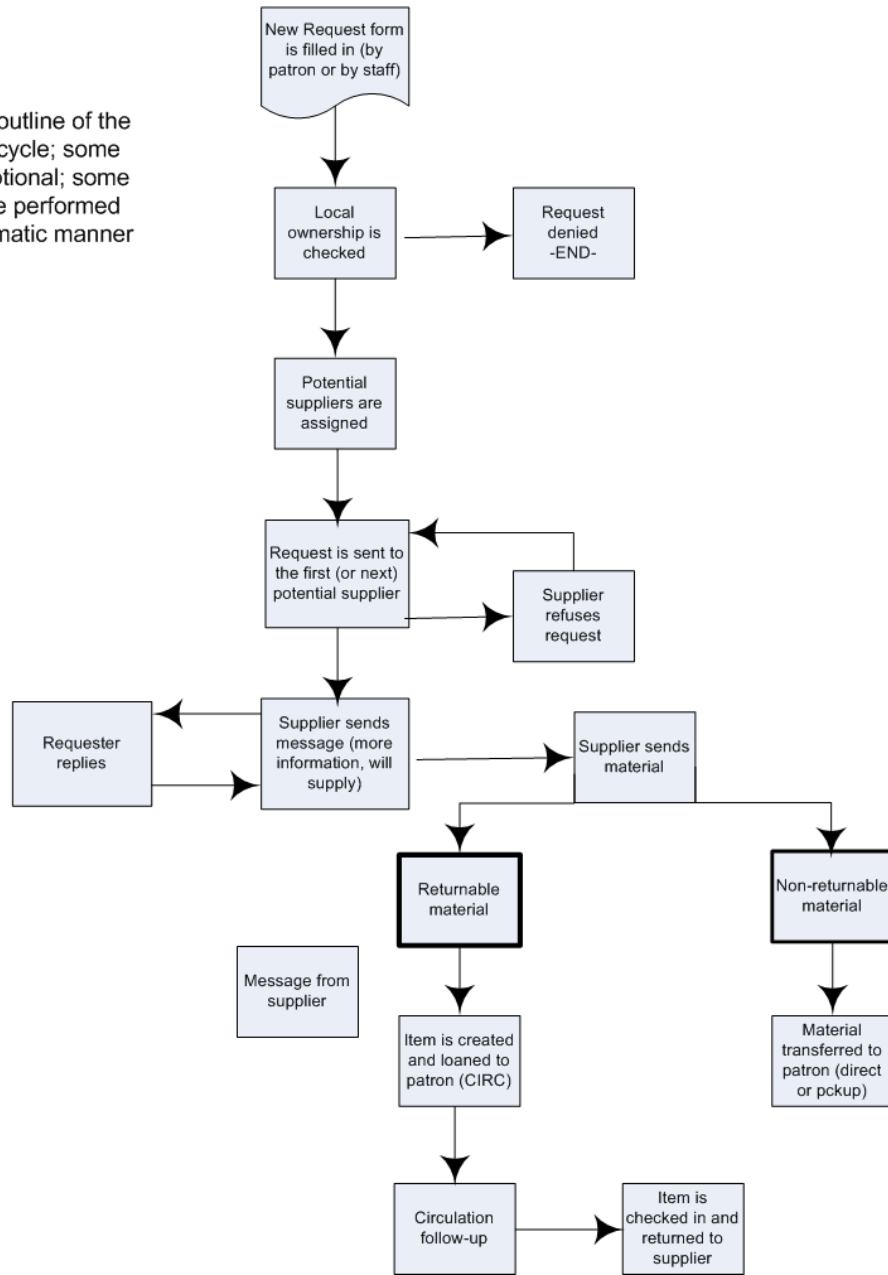 New Request form
is filled in (by
patron or by staff)
outline of the
cycle; some
tional; some
e performed
matic manner
Local
ownership is
checked
Request
denied
-END-
Potential
suppliers are
assigned
Request is sent to
the first (or next)
potential supplier
Supplier
refuses
request
Requester
replies
Supplier sends
message (more
information, will
supply)
Supplier sends
material
Returnable
material
Non-returnable
material
Message from
supplier
Item is created
and loaned to
patron (CIRC)
Material
transferred to
patron (direct
or pckup)
Circulation
follow-up
Item is
checked in and
returned to
supplier